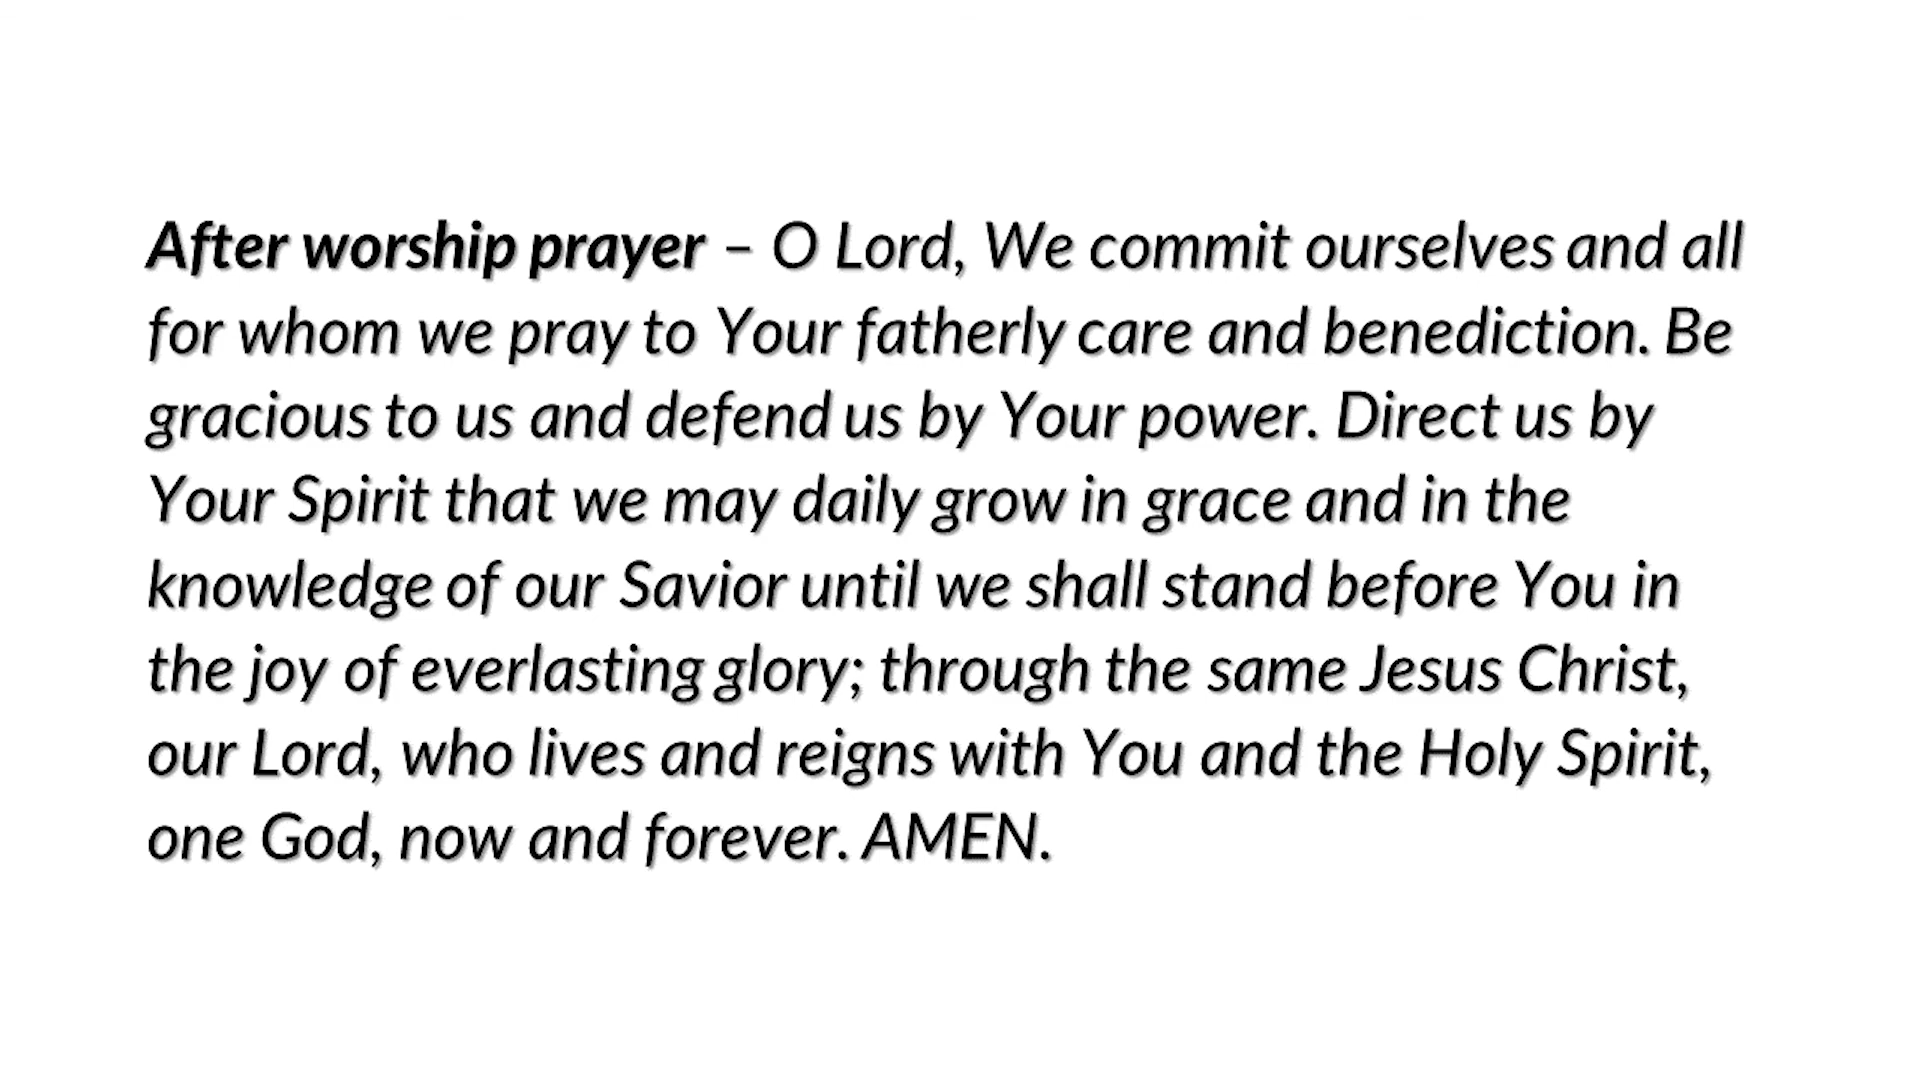 After worship prayer – O Lord, We commit ourselves and all
for whom we pray to Your fatherly care and benediction. Be
gracious to us and defend us by Your power. Direct us by
Your Spirit that we may daily grow in grace and in the
knowledge of our Savior until we shall stand before You in
the joy of everlasting glory; through the same Jesus Christ,
our Lord, who lives and reigns with You and the Holy Spirit,
one God, now and forever. AMEN.